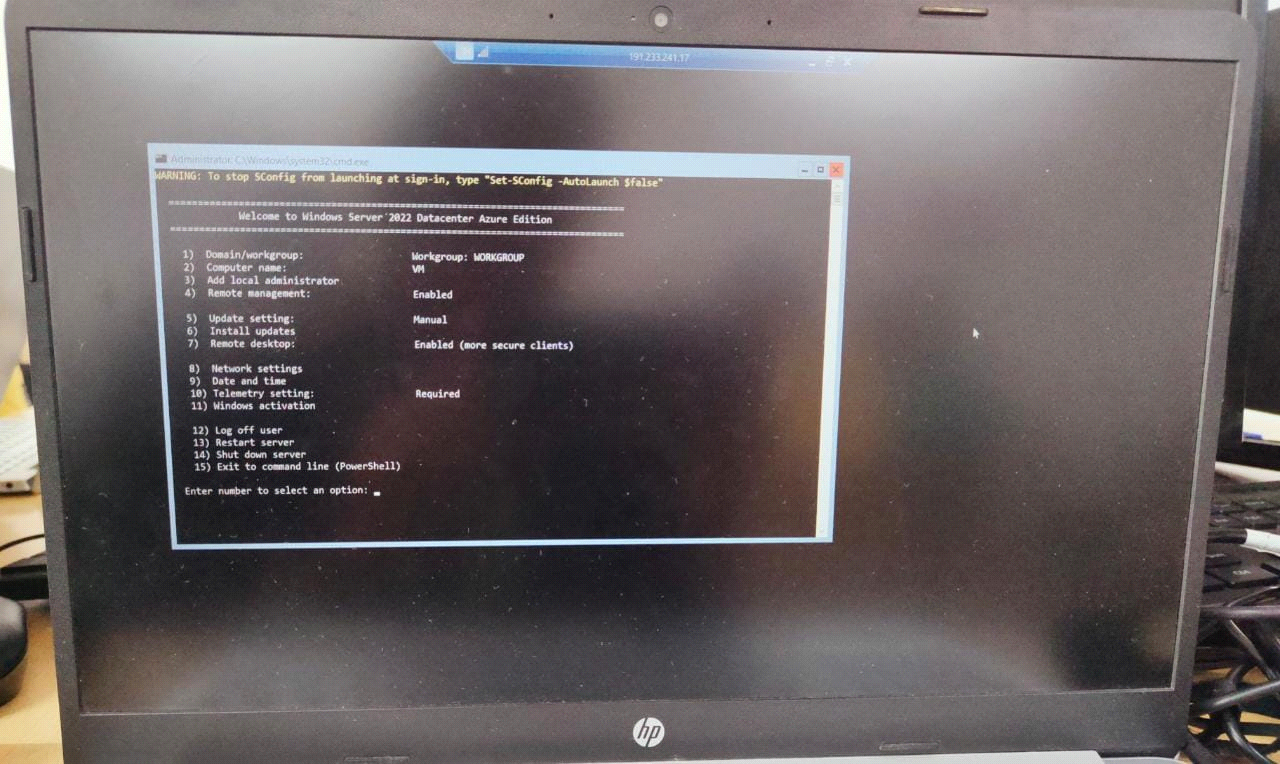 191.233.241.17
Administrator: C:\Windows\system32\cmd.exe
WARNING: To stop SConfig from launching at sign-in, type "Set-SConfig -AutoLaunch $false"
================================================================================
Welcome to Windows Server 2022 Datacenter Azure Edition
================================================================================
1) Domain/workgroup: Workgroup: WORKGROUP
2) Computer name: VM
3) Add local administrator
4) Remote management: Enabled
5) Update setting: Manual
6) Install updates
7) Remote desktop: Enabled (more secure clients)
8) Network settings
9) Date and time
10) Telemetry setting: Required
11) Windows activation
12) Log off user
13) Restart server
14) Shut down server
15) Exit to command line (PowerShell)
Enter number to select an option: _
hp